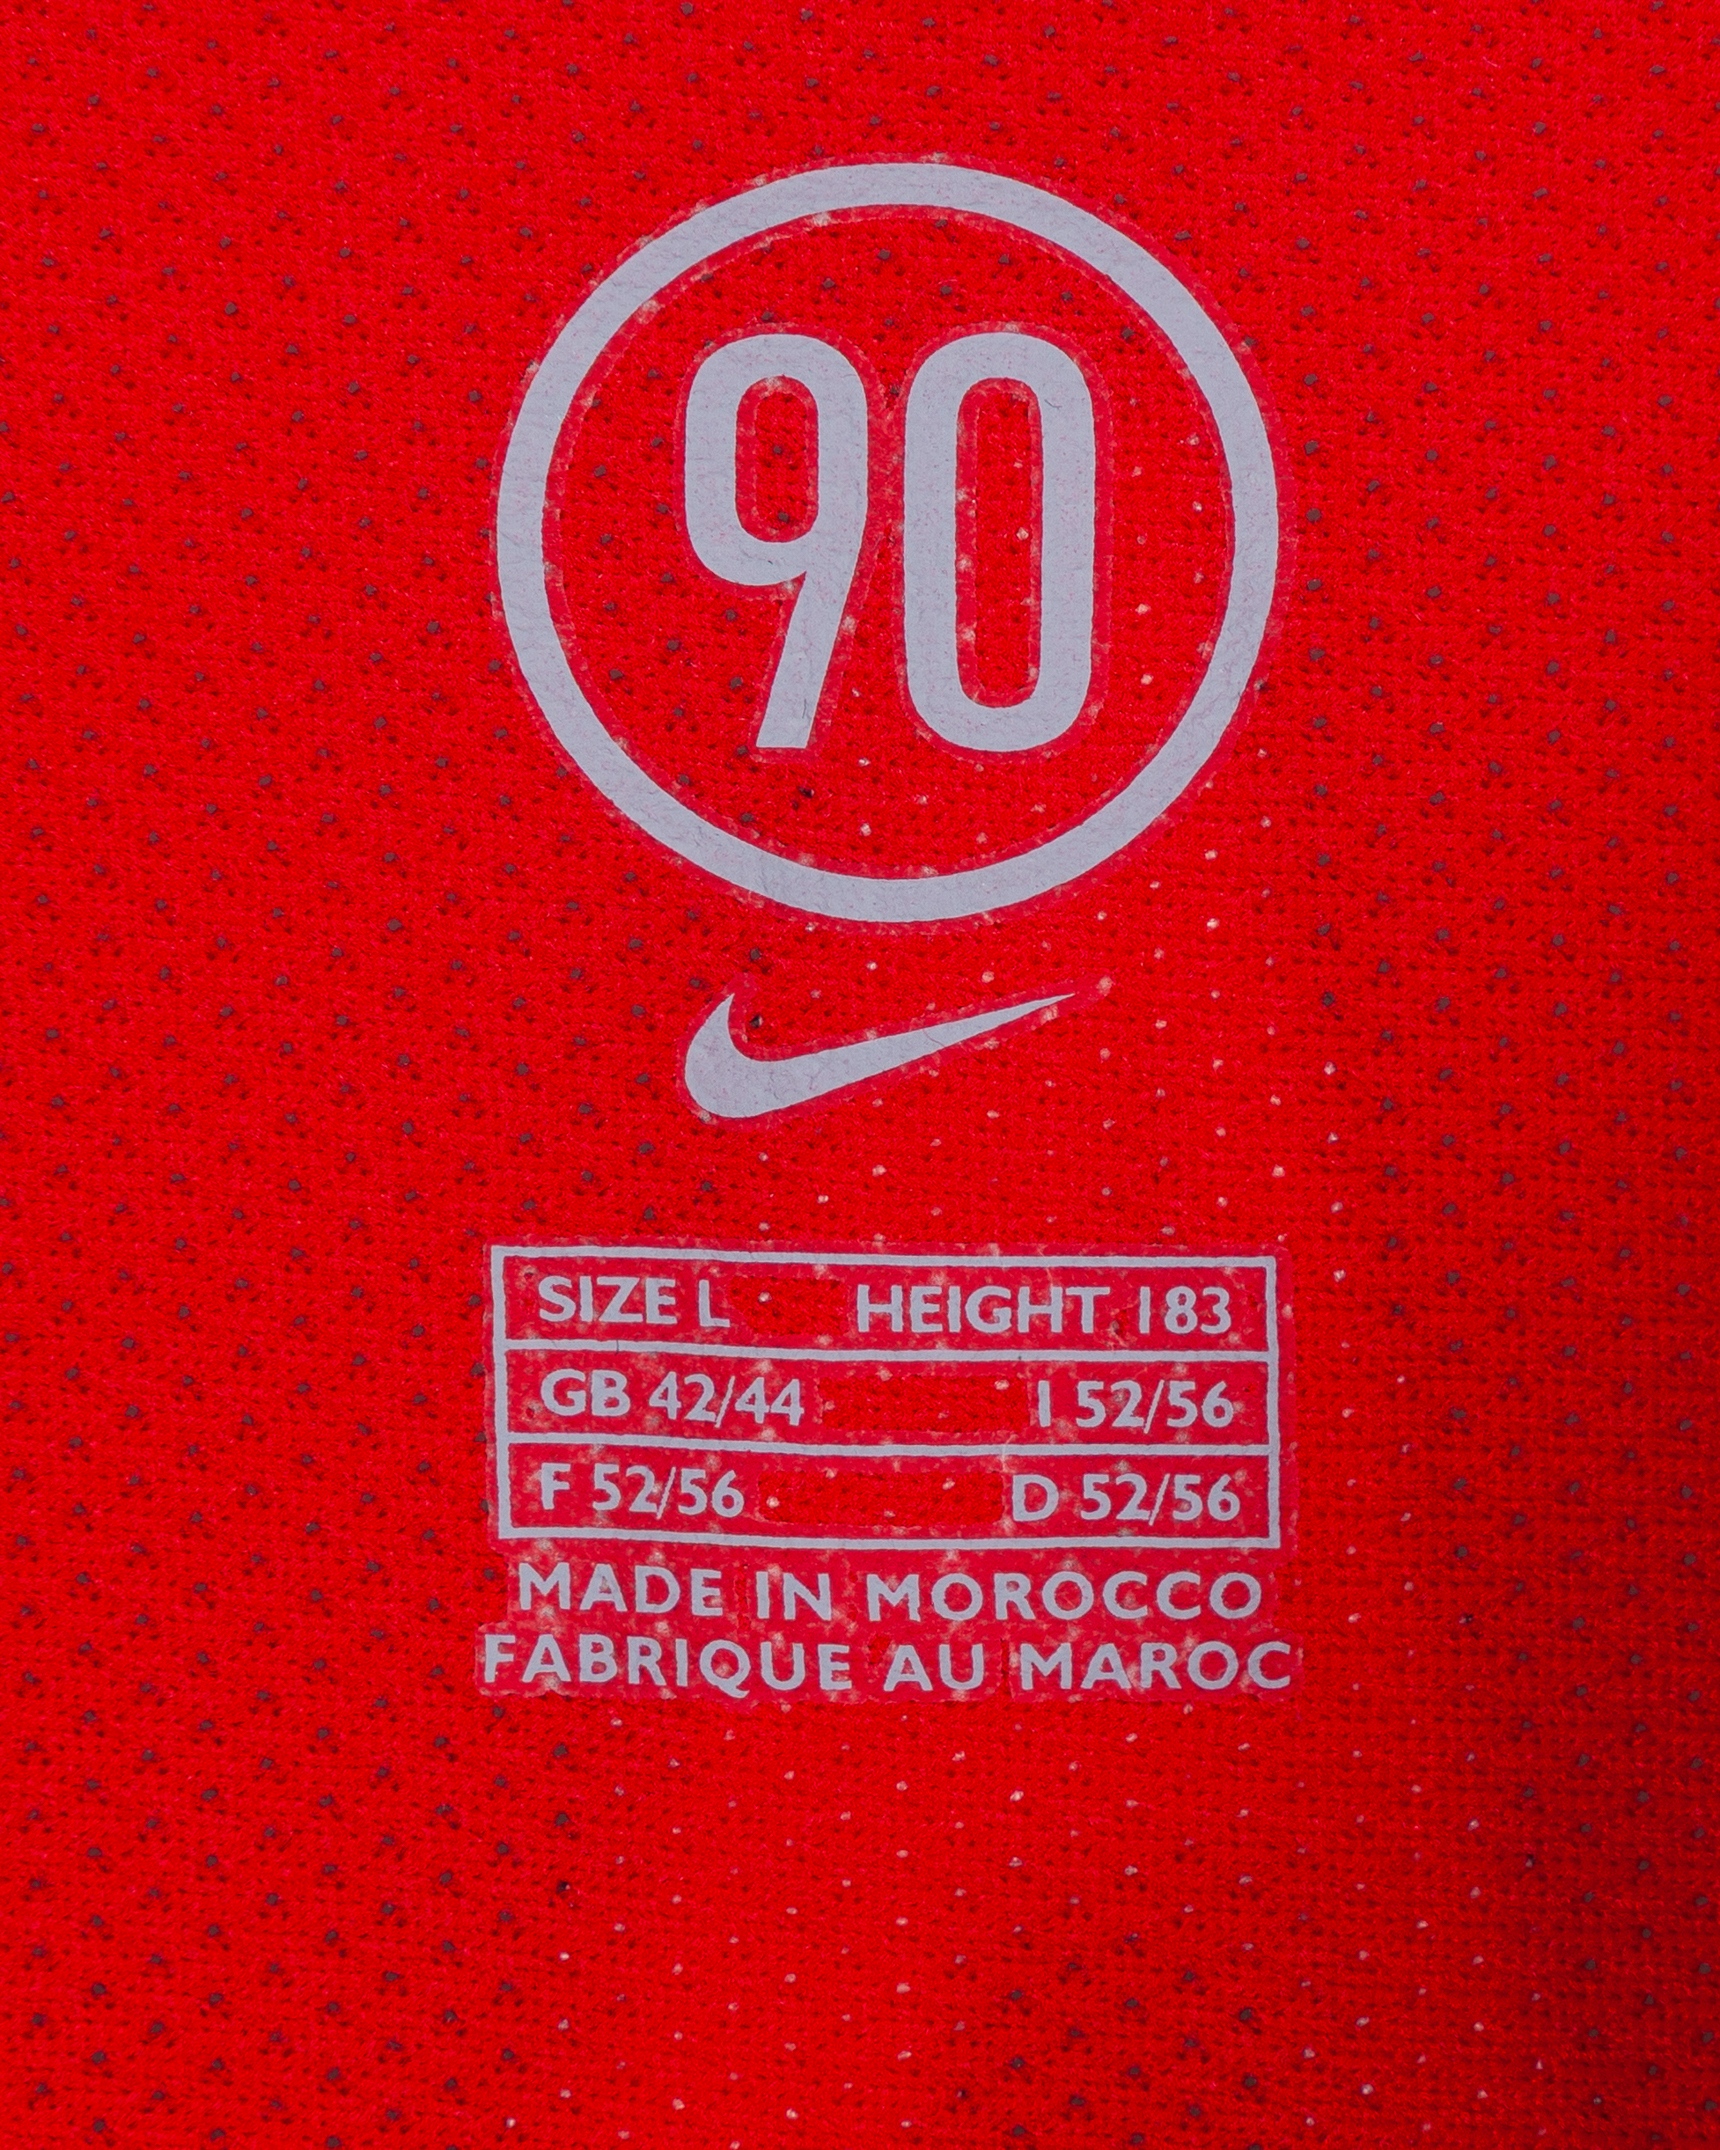 90
SIZE L HEIGHT 183
GB 42/44 I 52/56
F 52/56 D 52/56
MADE IN MOROCCO
FABRIQUE AU MAROC